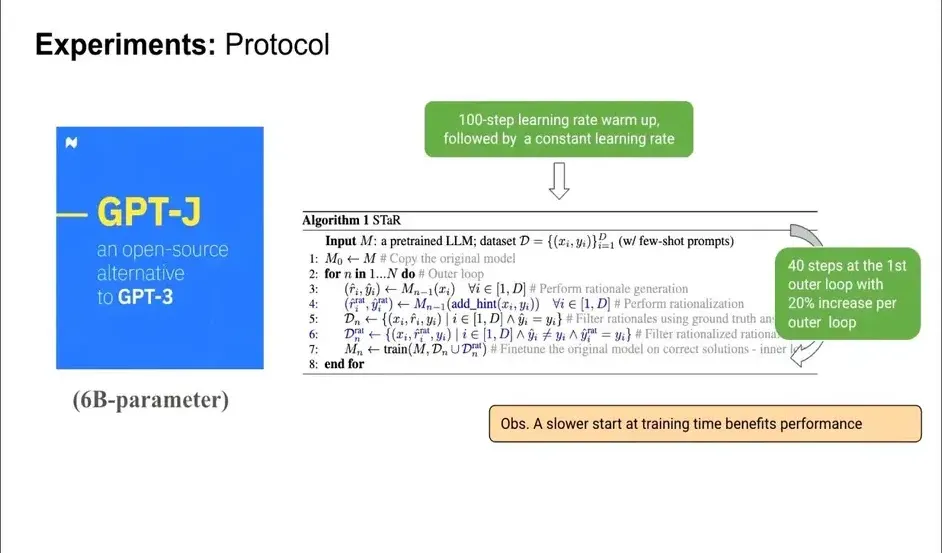 Experiments: Protocol
100-step learning rate warm up,
followed by a constant learning rate
GPT-J
an open-source
alternative
to GPT-3
(6B-parameter)
Algorithm 1 STaR
Input M: a pretrained LLM; dataset 𝒟 = {(xᵢ, yᵢ)}ᴰᵢ₌₁ (w/ few-shot prompts)
1: M₀ ← M # Copy the original model
2: for n in 1...N do # Outer loop
3: (r̂ᵢ, ŷᵢ) ← Mₙ₋₁(xᵢ) ∀i ∈ [1, D] # Perform rationale generation
4: (r̂ᵢʳᵃᵗ, ŷᵢʳᵃᵗ) ← Mₙ₋₁(add_hint(xᵢ, yᵢ)) ∀i ∈ [1, D] # Perform rationalization
5: 𝒟ₙ ← {(xᵢ, r̂ᵢ, yᵢ) | i ∈ [1, D] ∧ ŷᵢ = yᵢ} # Filter rationales using ground truth
6: 𝒟ₙʳᵃᵗ ← {(xᵢ, r̂ᵢʳᵃᵗ, yᵢ) | i ∈ [1, D] ∧ ŷᵢ ≠ yᵢ ∧ ŷᵢʳᵃᵗ = yᵢ} # Filter rationalized
7: Mₙ ← train(M, 𝒟ₙ ∪ 𝒟ₙʳᵃᵗ) # Finetune the original model on correct solutions - inner
8: end for
40 steps at the 1st
outer loop with
20% increase per
outer loop
Obs. A slower start at training time benefits performance